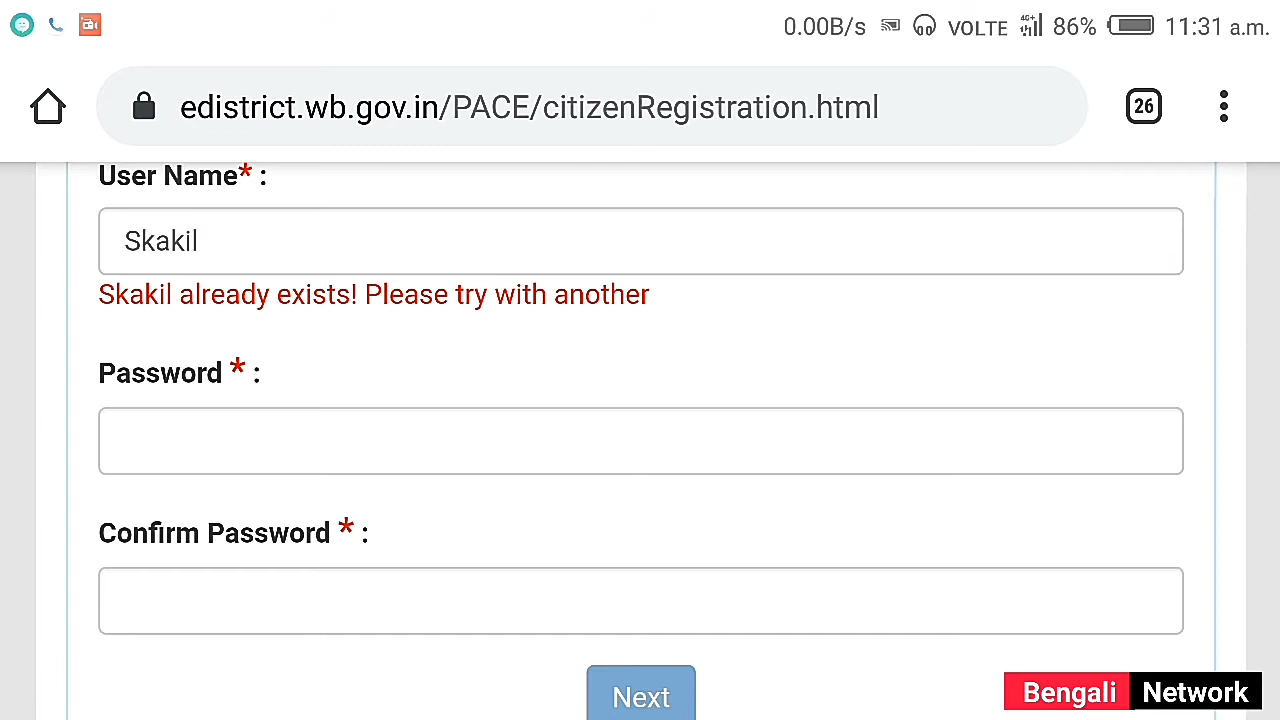 0.00B/s VOLTE 4G+ 86% 11:31 a.m.
edistrict.wb.gov.in/PACE/citizenRegistration.html 26
User Name* :
Skakil
Skakil already exists! Please try with another
Password * :
Confirm Password * :
Next
Bengali Network